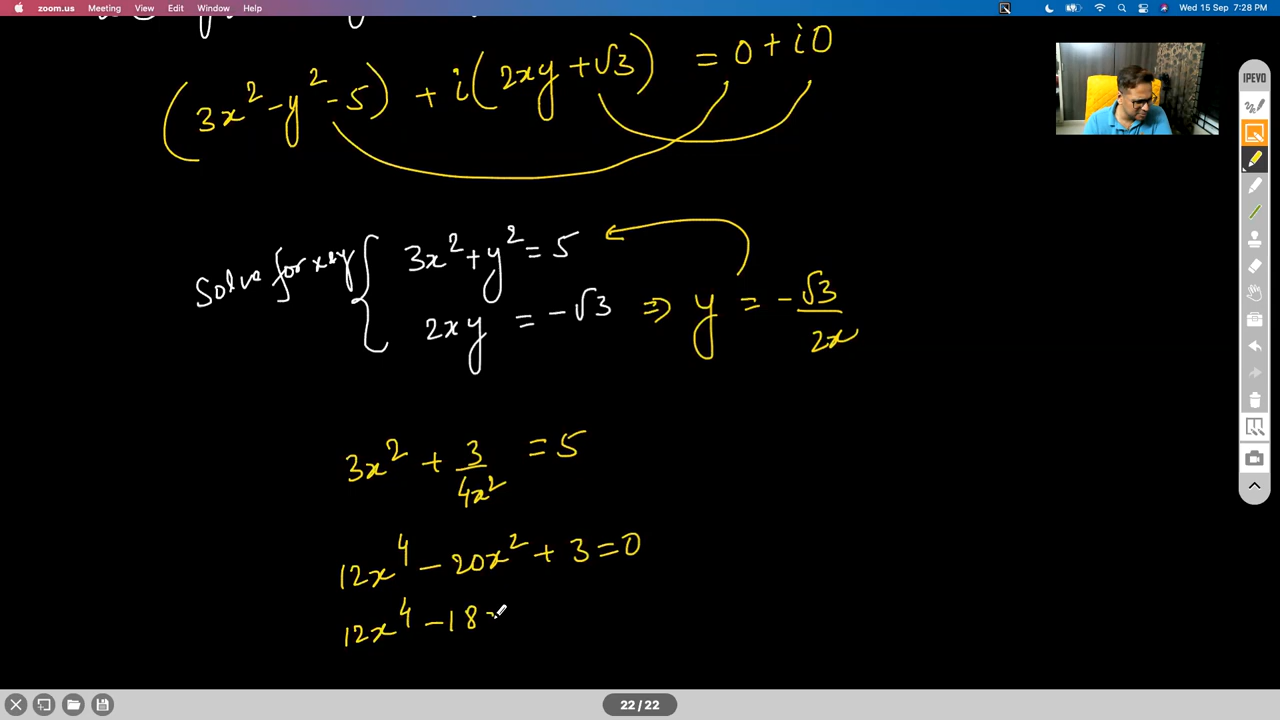 zoom.us Meeting View Edit Window Help Wed 15 Sep 7:28 PM
(3x² - y² - 5) + i(2xy + √3) = 0 + i0
IPEVO
Solve for x & y { 3x² + y² = 5
2xy = -√3 ⇒ y = -√3/2x
3x² + 3/4x² = 5
12x⁴ - 20x² + 3 = 0
12x⁴ - 18
22 / 22